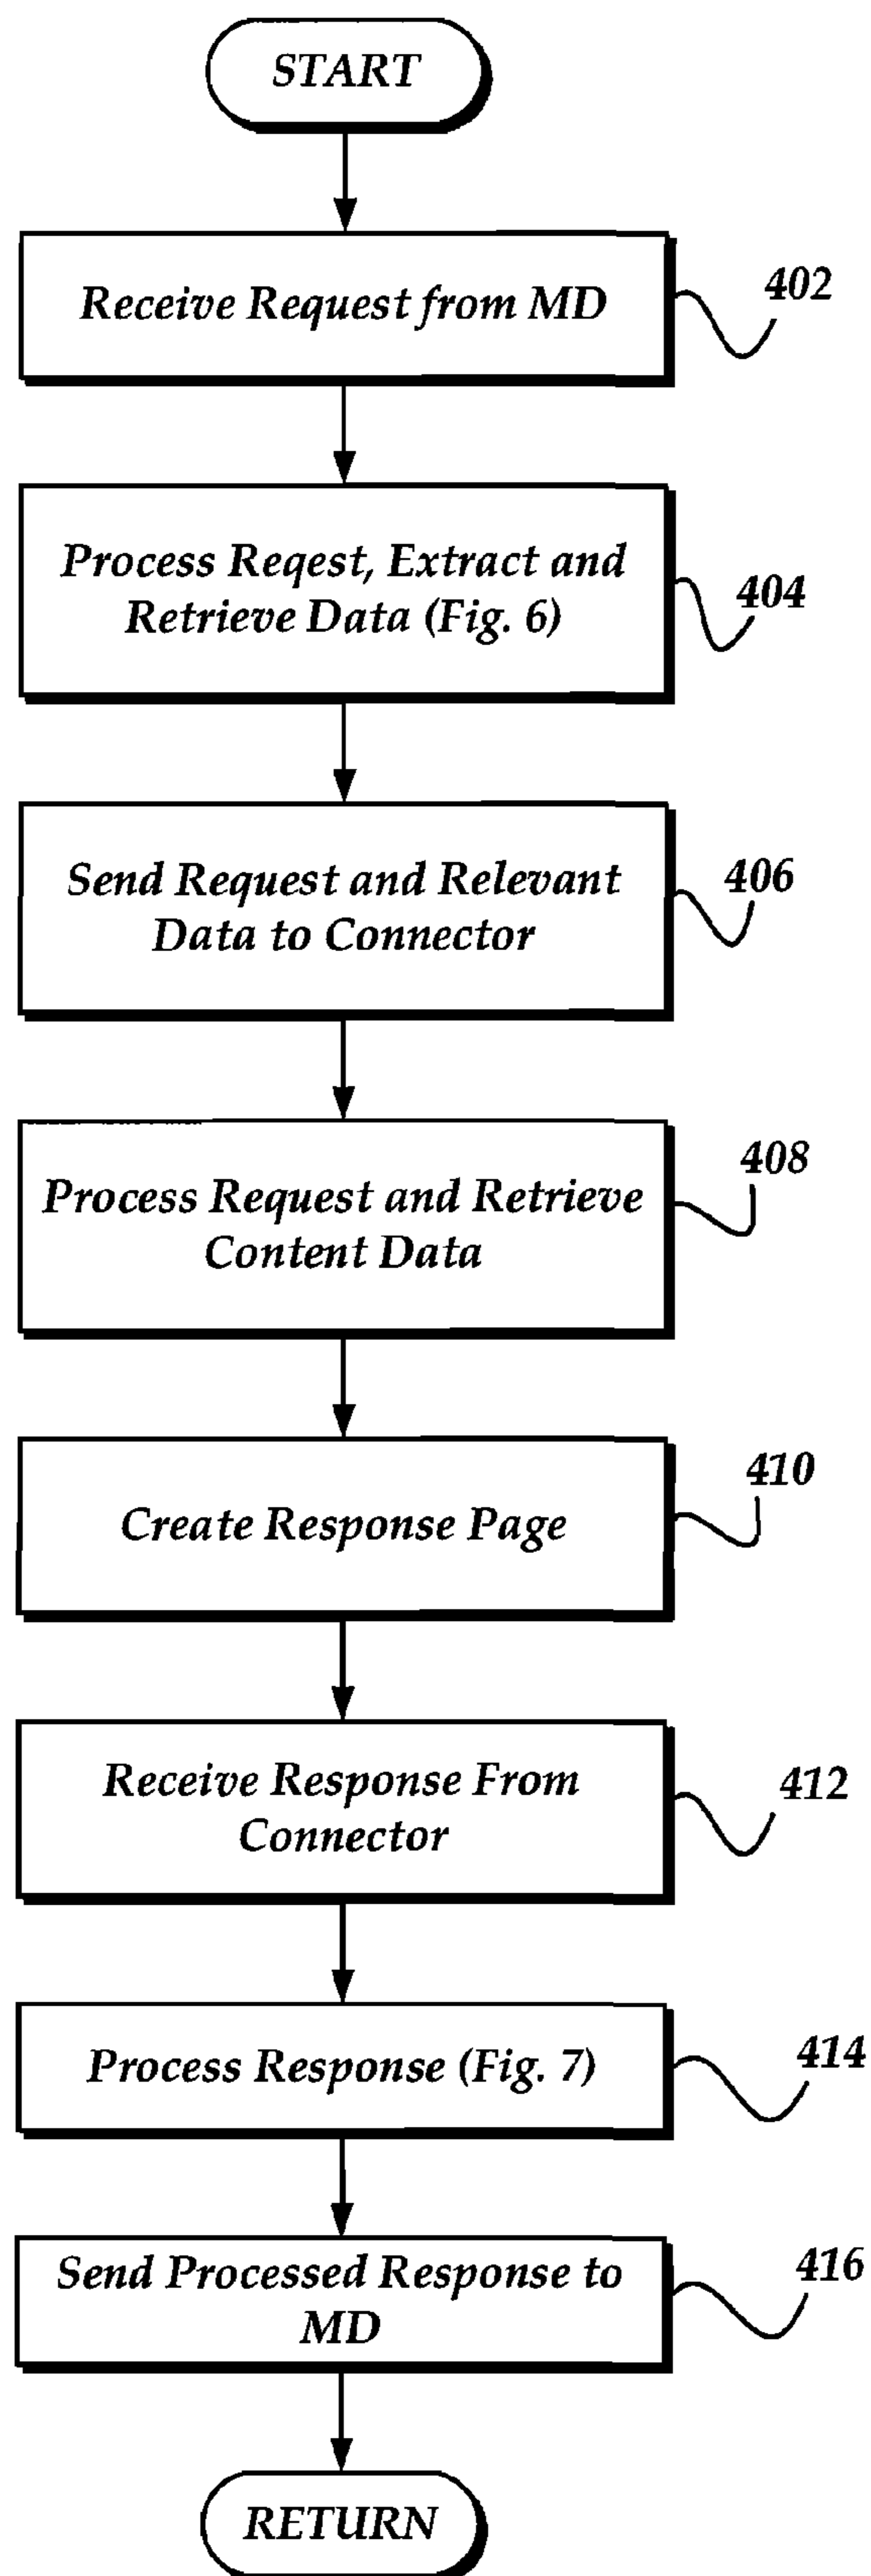 START
Receive Request from MD
402
Process Reqest, Extract and
Retrieve Data (Fig. 6)
404
Send Request and Relevant
Data to Connector
406
Process Request and Retrieve
Content Data
408
Create Response Page
410
Receive Response From
Connector
412
Process Response (Fig. 7)
414
Send Processed Response to
MD
416
RETURN